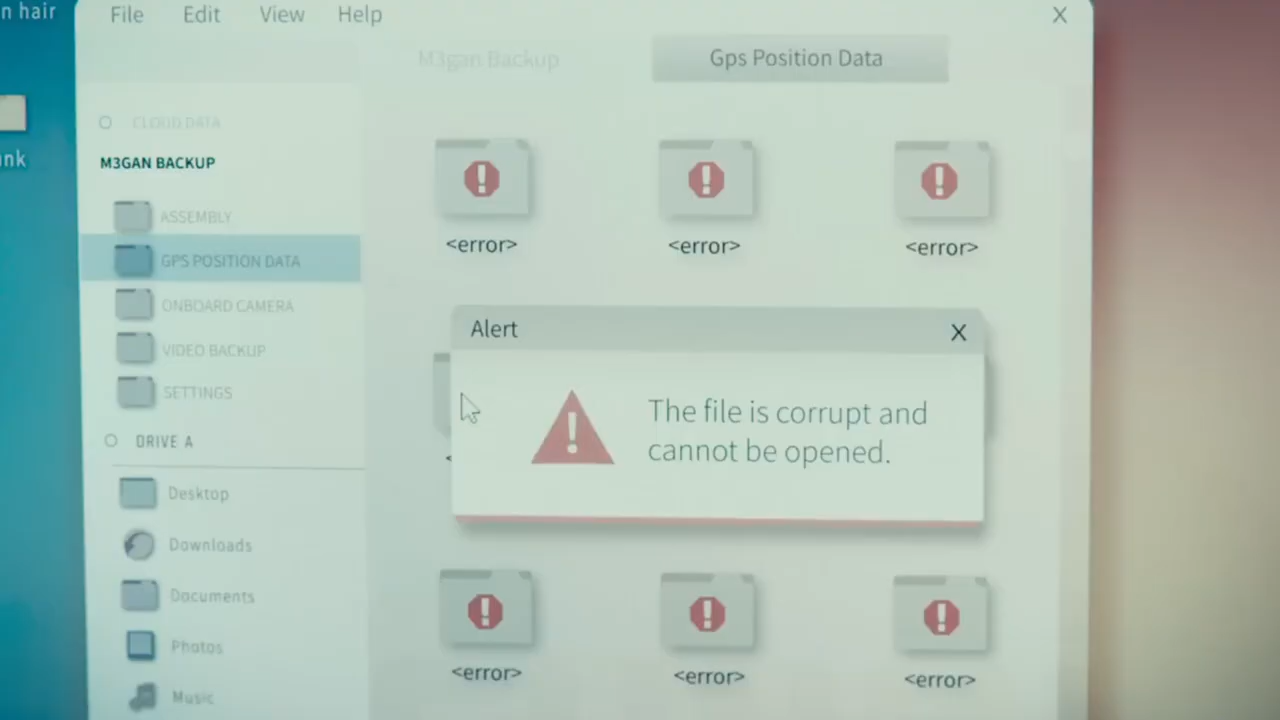 n hair
File Edit View Help X
M3gan Backup Gps Position Data
CLOUD DATA
nk
M3GAN BACKUP
ASSEMBLY
GPS POSITION DATA
ONBOARD CAMERA
VIDEO BACKUP
SETTINGS
DRIVE A
Desktop
Downloads
Documents
Photos
Music
<error> <error> <error>
Alert X
The file is corrupt and
cannot be opened.
<error> <error> <error>